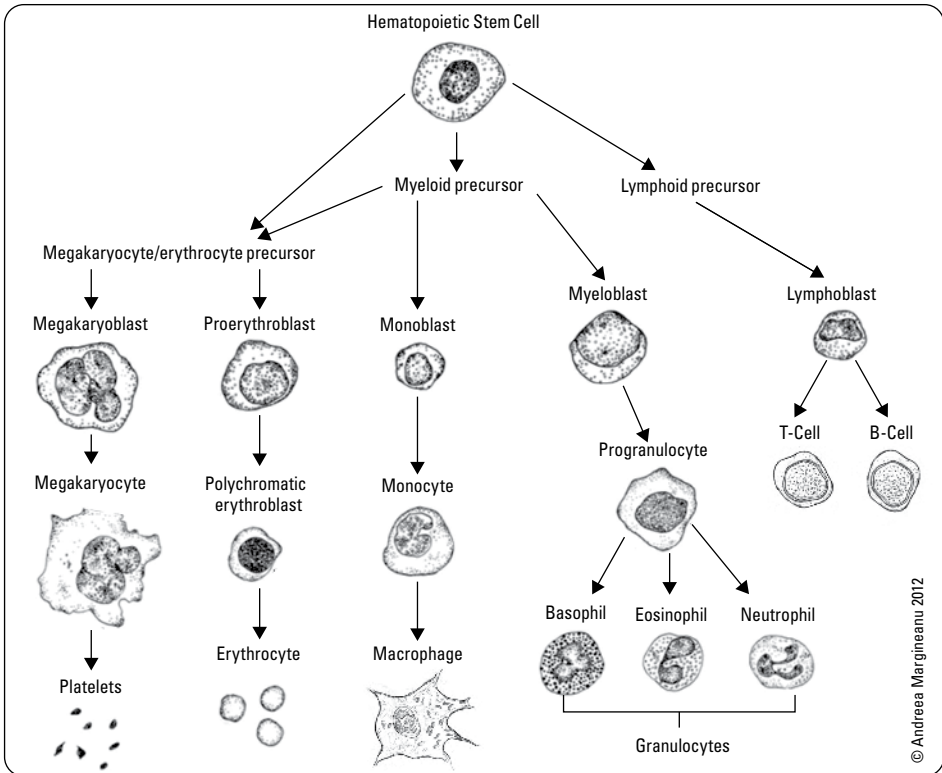 Hematopoietic Stem Cell
Myeloid precursor
Lymphoid precursor
Megakaryocyte/erythrocyte precursor
Myeloblast
Lymphoblast
Megakaryoblast
Proerythroblast
Monoblast
T-Cell
B-Cell
Progranulocyte
Megakaryocyte
Polychromatic
erythroblast
Monocyte
Basophil
Eosinophil
Neutrophil
Erythrocyte
Macrophage
Platelets
Granulocytes
© Andreea Margineanu 2012